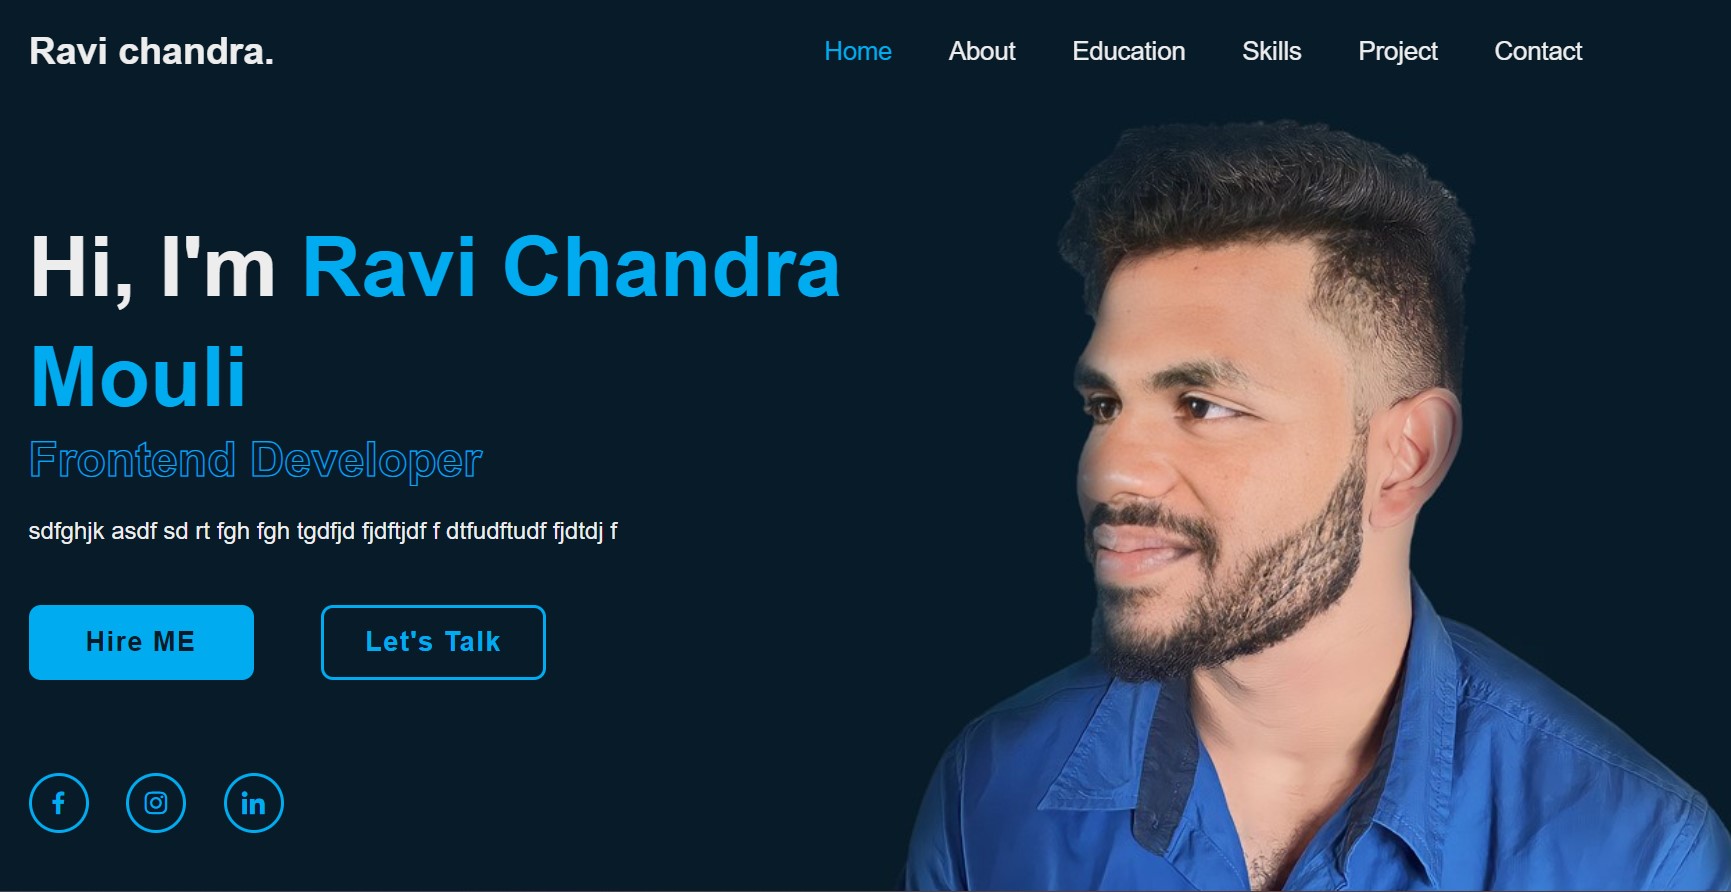 Ravi chandra.
Home About Education Skills Project Contact
Hi, I'm Ravi Chandra
Mouli
Frontend Developer
sdfghjk asdf sd rt fgh fgh tgdfjd fjdftjdf f dtfudftudf fjdtdj f
Hire ME
Let's Talk